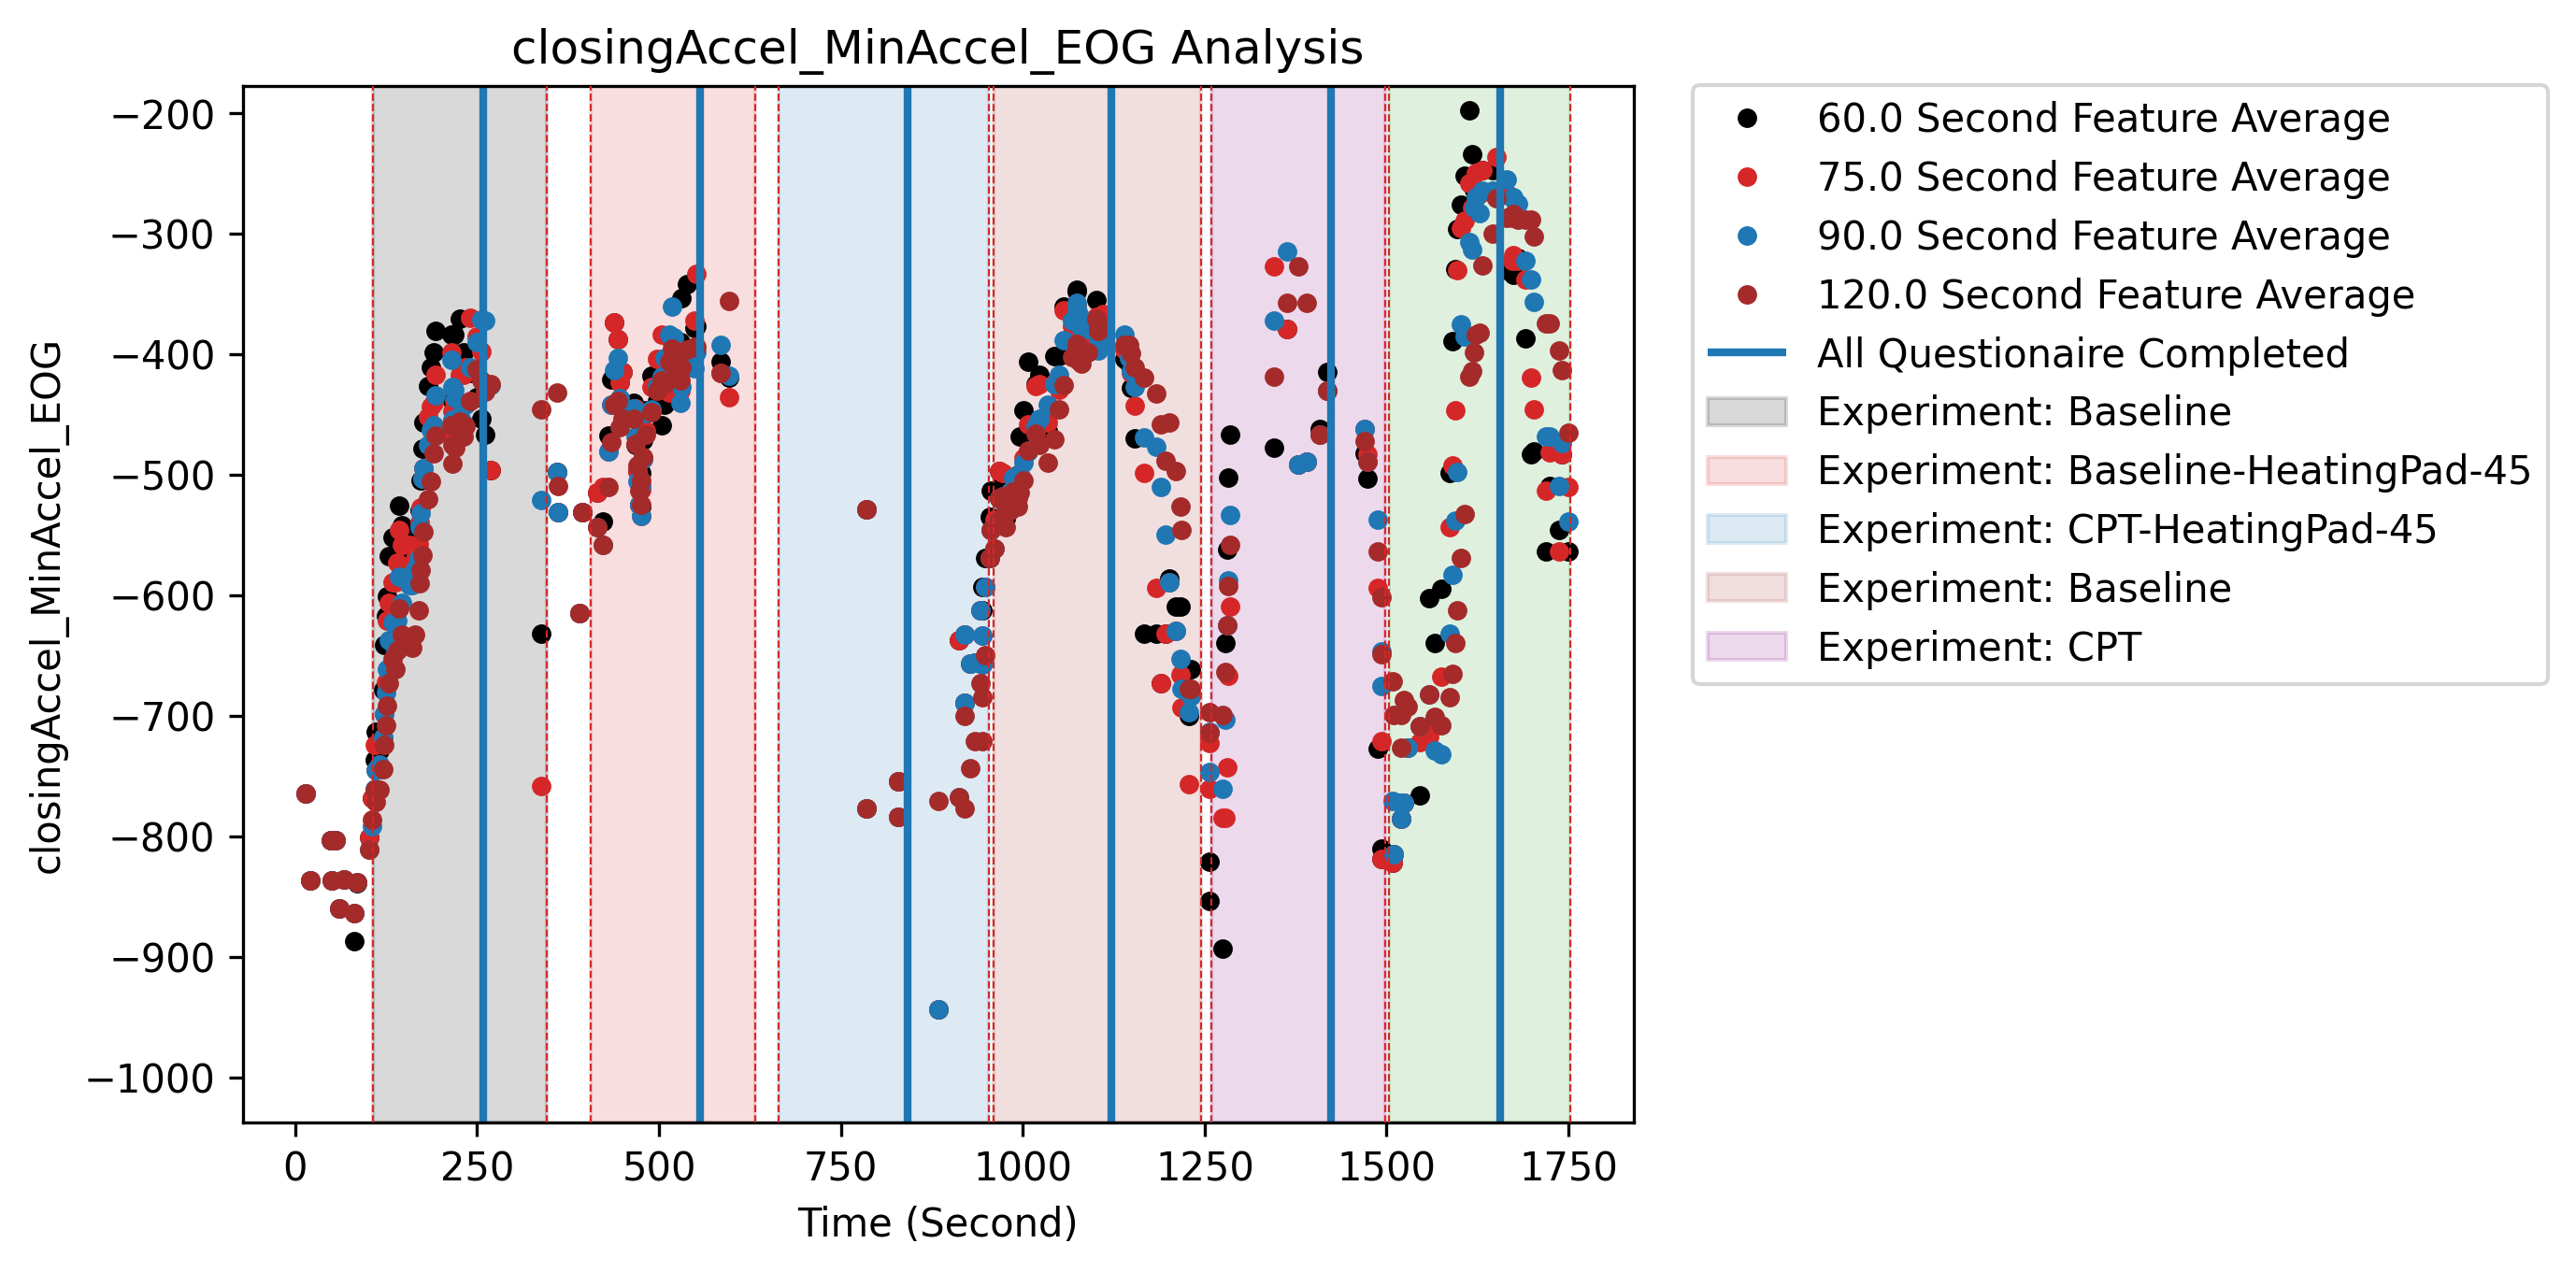 closingAccel_MinAccel_EOG Analysis
closingAccel_MinAccel_EOG
−200
−300
−400
−500
−600
−700
−800
−900
−1000
0 250 500 750 1000 1250 1500 1750
Time (Second)
60.0 Second Feature Average
75.0 Second Feature Average
90.0 Second Feature Average
120.0 Second Feature Average
All Questionaire Completed
Experiment: Baseline
Experiment: Baseline-HeatingPad-45
Experiment: CPT-HeatingPad-45
Experiment: Baseline
Experiment: CPT